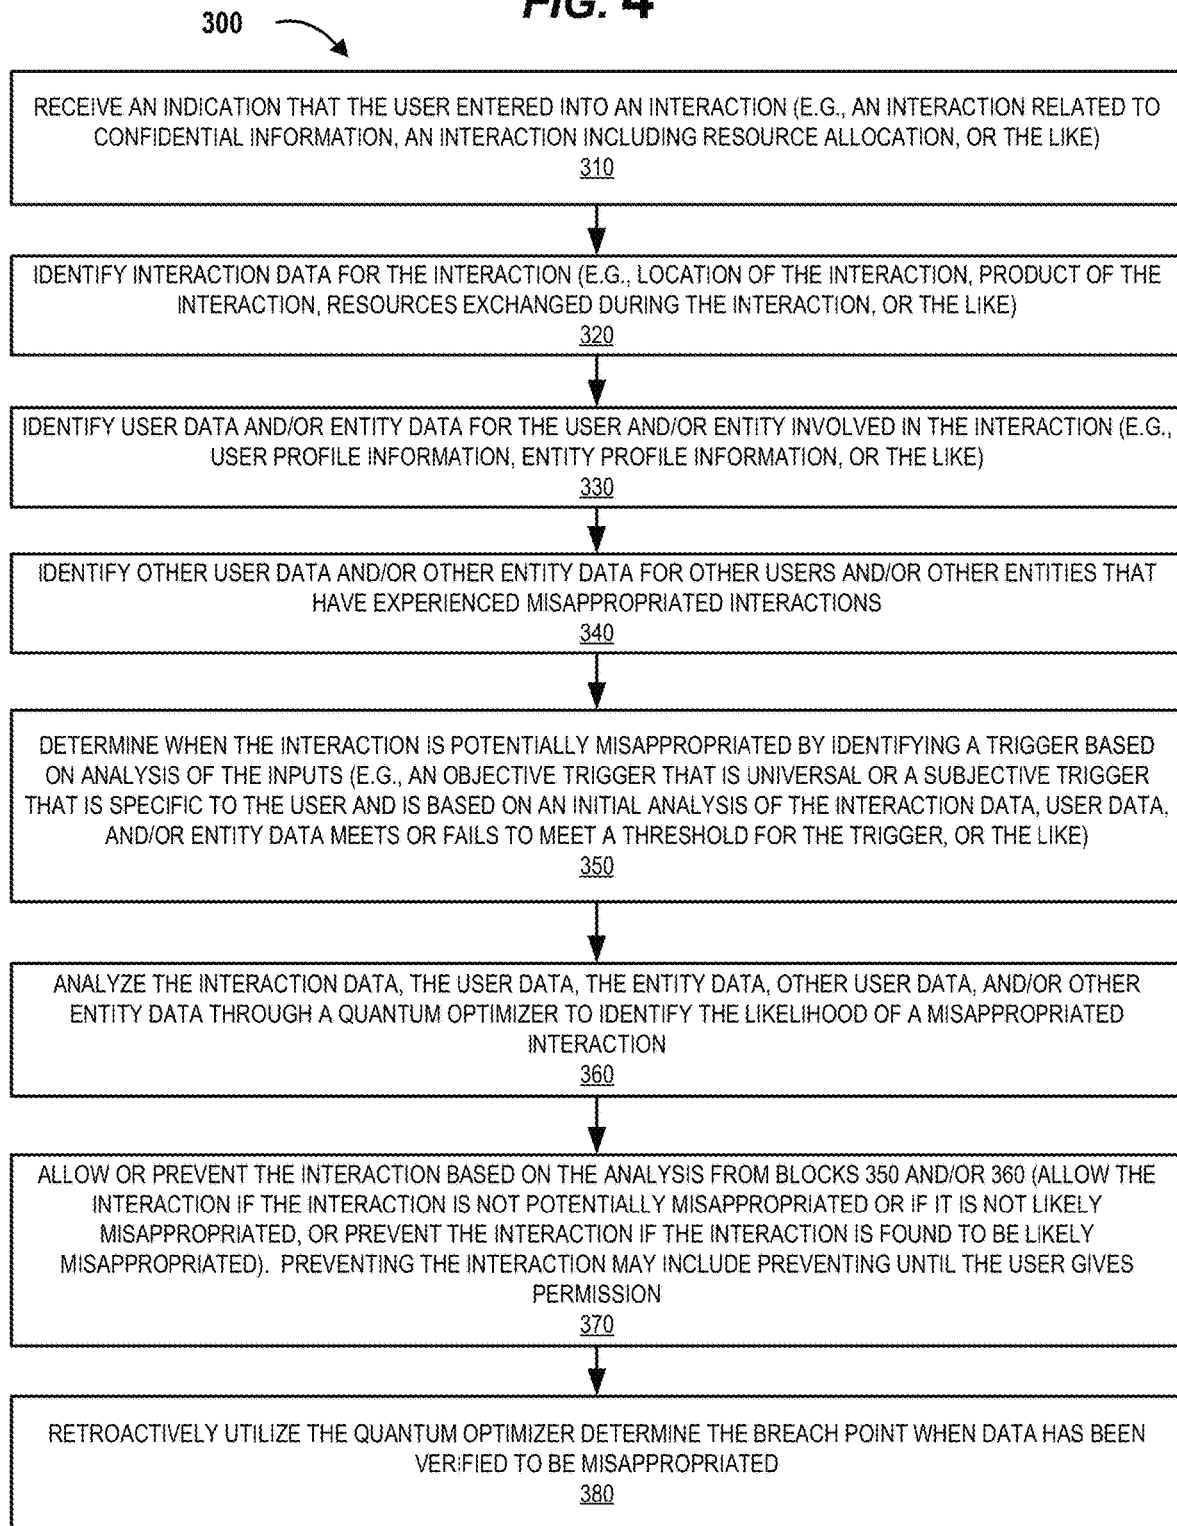 FIG. 4
300
RECEIVE AN INDICATION THAT THE USER ENTERED INTO AN INTERACTION (E.G., AN INTERACTION RELATED TO
CONFIDENTIAL INFORMATION, AN INTERACTION INCLUDING RESOURCE ALLOCATION, OR THE LIKE)
310
IDENTIFY INTERACTION DATA FOR THE INTERACTION (E.G., LOCATION OF THE INTERACTION, PRODUCT OF THE
INTERACTION, RESOURCES EXCHANGED DURING THE INTERACTION, OR THE LIKE)
320
IDENTIFY USER DATA AND/OR ENTITY DATA FOR THE USER AND/OR ENTITY INVOLVED IN THE INTERACTION (E.G.,
USER PROFILE INFORMATION, ENTITY PROFILE INFORMATION, OR THE LIKE)
330
IDENTIFY OTHER USER DATA AND/OR OTHER ENTITY DATA FOR OTHER USERS AND/OR OTHER ENTITIES THAT
HAVE EXPERIENCED MISAPPROPRIATED INTERACTIONS
340
DETERMINE WHEN THE INTERACTION IS POTENTIALLY MISAPPROPRIATED BY IDENTIFYING A TRIGGER BASED
ON ANALYSIS OF THE INPUTS (E.G., AN OBJECTIVE TRIGGER THAT IS UNIVERSAL OR A SUBJECTIVE TRIGGER
THAT IS SPECIFIC TO THE USER AND IS BASED ON AN INITIAL ANALYSIS OF THE INTERACTION DATA, USER DATA,
AND/OR ENTITY DATA MEETS OR FAILS TO MEET A THRESHOLD FOR THE TRIGGER, OR THE LIKE)
350
ANALYZE THE INTERACTION DATA, THE USER DATA, THE ENTITY DATA, OTHER USER DATA, AND/OR OTHER
ENTITY DATA THROUGH A QUANTUM OPTIMIZER TO IDENTIFY THE LIKELIHOOD OF A MISAPPROPRIATED
INTERACTION
360
ALLOW OR PREVENT THE INTERACTION BASED ON THE ANALYSIS FROM BLOCKS 350 AND/OR 360 (ALLOW THE
INTERACTION IF THE INTERACTION IS NOT POTENTIALLY MISAPPROPRIATED OR IF IT IS NOT LIKELY
MISAPPROPRIATED, OR PREVENT THE INTERACTION IF THE INTERACTION IS FOUND TO BE LIKELY
MISAPPROPRIATED). PREVENTING THE INTERACTION MAY INCLUDE PREVENTING UNTIL THE USER GIVES
PERMISSION
370
RETROACTIVELY UTILIZE THE QUANTUM OPTIMIZER DETERMINE THE BREACH POINT WHEN DATA HAS BEEN
VERIFIED TO BE MISAPPROPRIATED
380